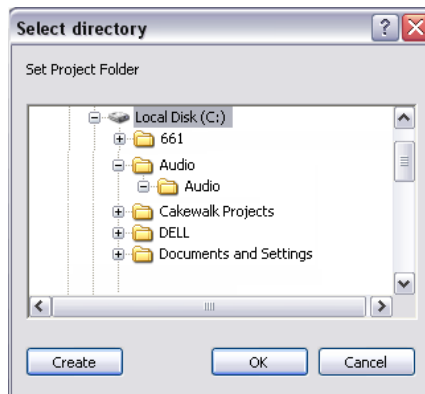 Select directory
Set Project Folder
Local Disk (C:)
661
Audio
Audio
Cakewalk Projects
DELL
Documents and Settings
Create OK Cancel